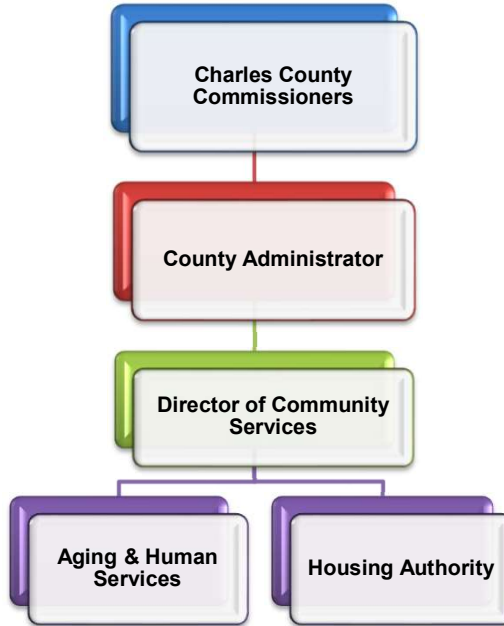 Charles County
Commissioners
County Administrator
Director of Community
Services
Aging & Human
Services
Housing Authority